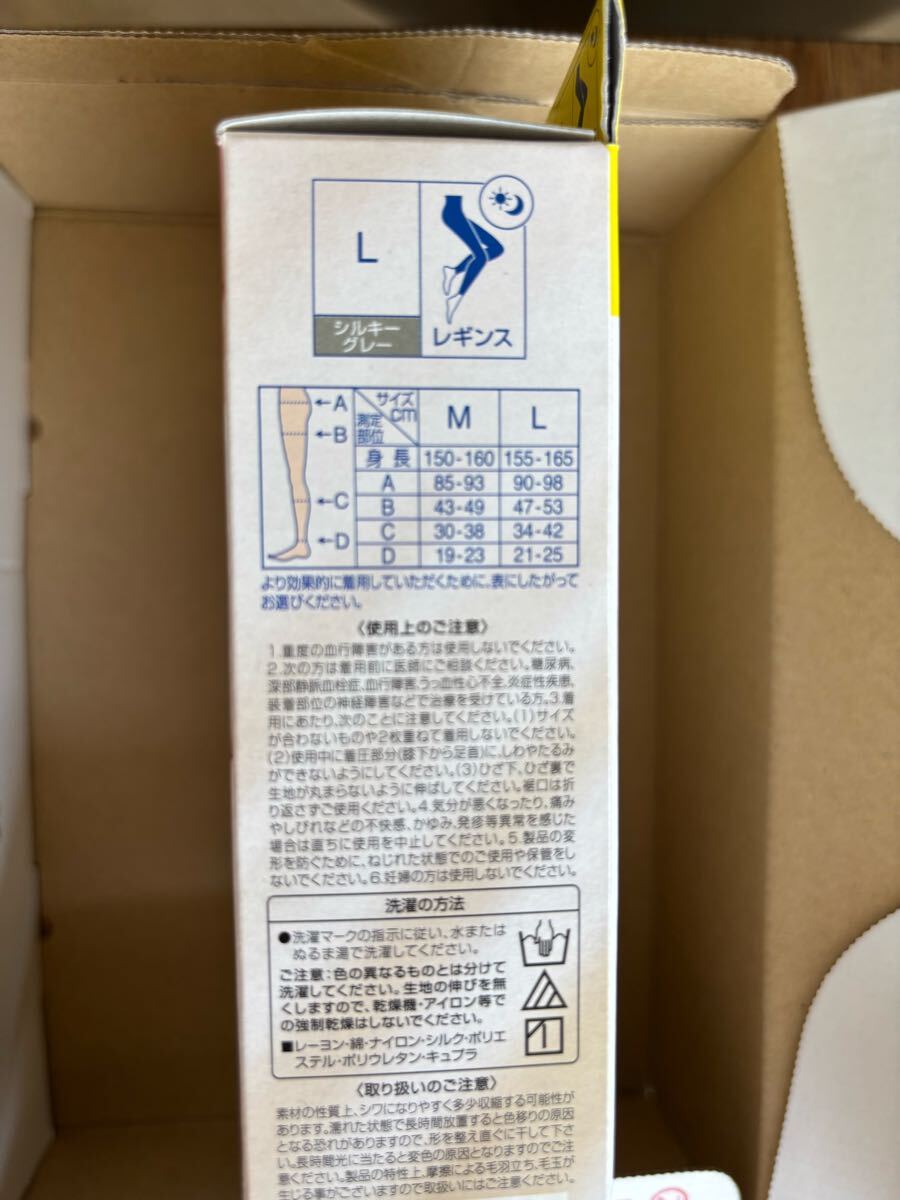 L
シルキー
グレー
レギンス
←A
←B
←C
←D
サイズcm
測定部位
M
L
身長 150-160 155-165
A 85-93 90-98
B 43-49 47-53
C 30-38 34-42
D 19-23 21-25
より効果的に着用していただくために、表にしたがって
お選びください。
〈使用上のご注意〉
1.重度の血行障害がある方は使用しないでください。
2.次の方は着用前に医師にご相談ください。糖尿病、
深部静脈血栓症、血行障害、うっ血性心不全、炎症性疾患、
装着部位の神経障害などで治療を受けている方。3.着
用にあたり、次のことに注意してください。(1)サイズ
が合わないものや2枚重ねて着用しないでください。
(2)使用中に着圧部分(膝下から足首)に、しわやたるみ
ができないようにしてください。(3)ひざ下、ひざ裏で
生地が丸まらないように伸ばしてください。裾口は折
り返さずご使用ください。4.気分が悪くなったり、痛み
やしびれなどの不快感、かゆみ、発疹等異常を感じた
場合は直ちに使用を中止してください。5.製品の変
形を防ぐために、ねじれた状態でのご使用や保管をし
ないでください。6.妊婦の方は使用しないでください。
洗濯の方法
●洗濯マークの指示に従い、水または
ぬるま湯で洗濯してください。
ご注意:色の異なるものとは分けて
洗濯してください。生地の伸びを無
くしますので、乾燥機・アイロン等で
の強制乾燥はしないでください。
■レーヨン・綿・ナイロン・シルク・ポリエ
ステル・ポリウレタン・キュプラ
〈取り扱いのご注意〉
素材の性質上、シワになりやすく多少収縮する可能性が
あります。濡れた状態で長時間放置すると色移りの原因
となる恐れがありますので、形を整え直ぐに干して下さ
い。長時間光に当たると変色の原因となりますのでご注
意ください。製品の特性上、摩擦による毛羽立ち、毛玉が
生じる事がございますので取扱いにはご注意ください。